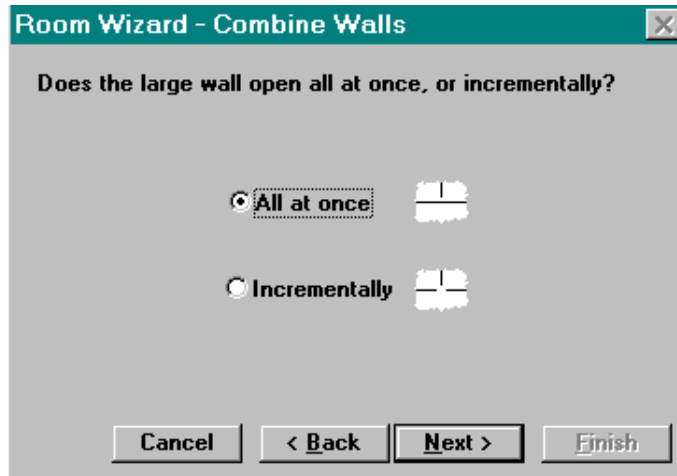 Room Wizard - Combine Walls
Does the large wall open all at once, or incrementally?
All at once
Incrementally
Cancel < Back Next > Finish